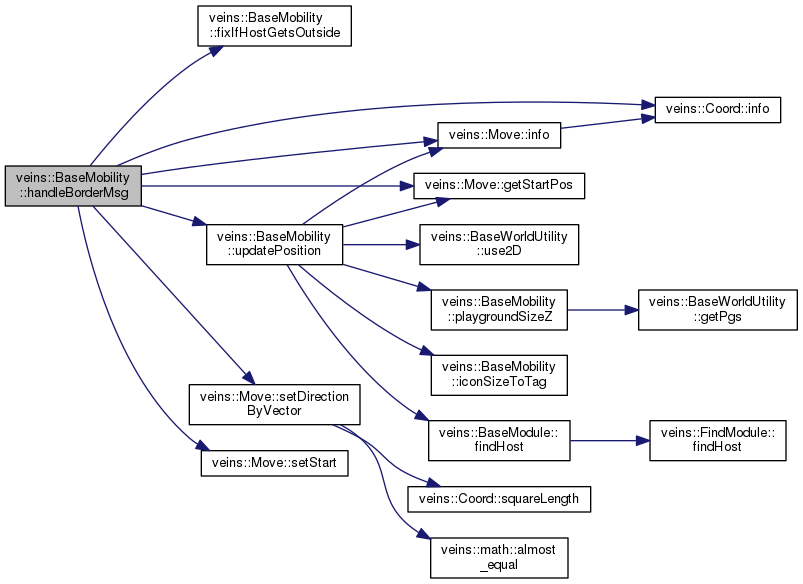 veins::BaseMobility
::fixIfHostGetsOutside
veins::Coord::info
veins::Move::info
veins::BaseMobility
::handleBorderMsg
veins::Move::getStartPos
veins::BaseMobility
::updatePosition
veins::BaseWorldUtility
::use2D
veins::BaseMobility
::playgroundSizeZ
veins::BaseWorldUtility
::getPgs
veins::BaseMobility
::iconSizeToTag
veins::Move::setDirection
ByVector
veins::BaseModule::
findHost
veins::FindModule::
findHost
veins::Move::setStart
veins::Coord::squareLength
veins::math::almost
_equal